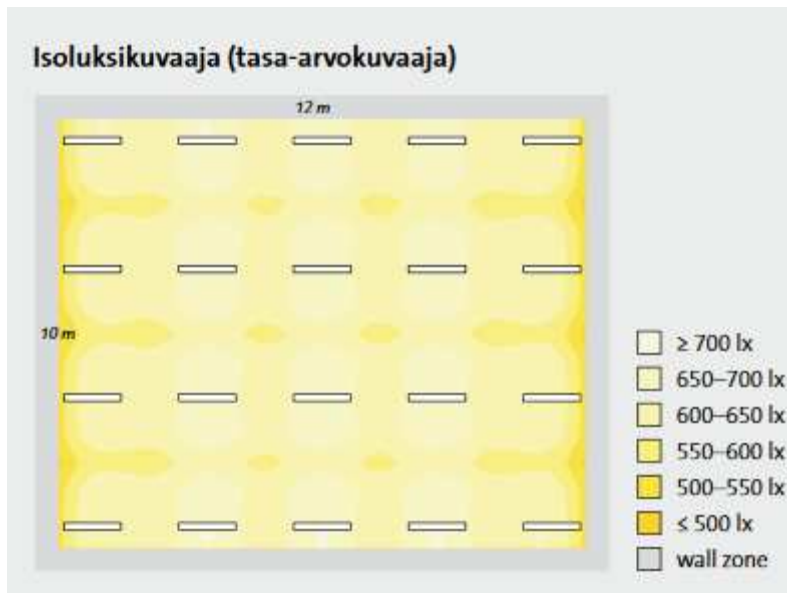 Isoluksikuvaaja (tasa-arvokuvaaja)
12 m
10 m
≥ 700 lx
650–700 lx
600–650 lx
550–600 lx
500–550 lx
≤ 500 lx
wall zone